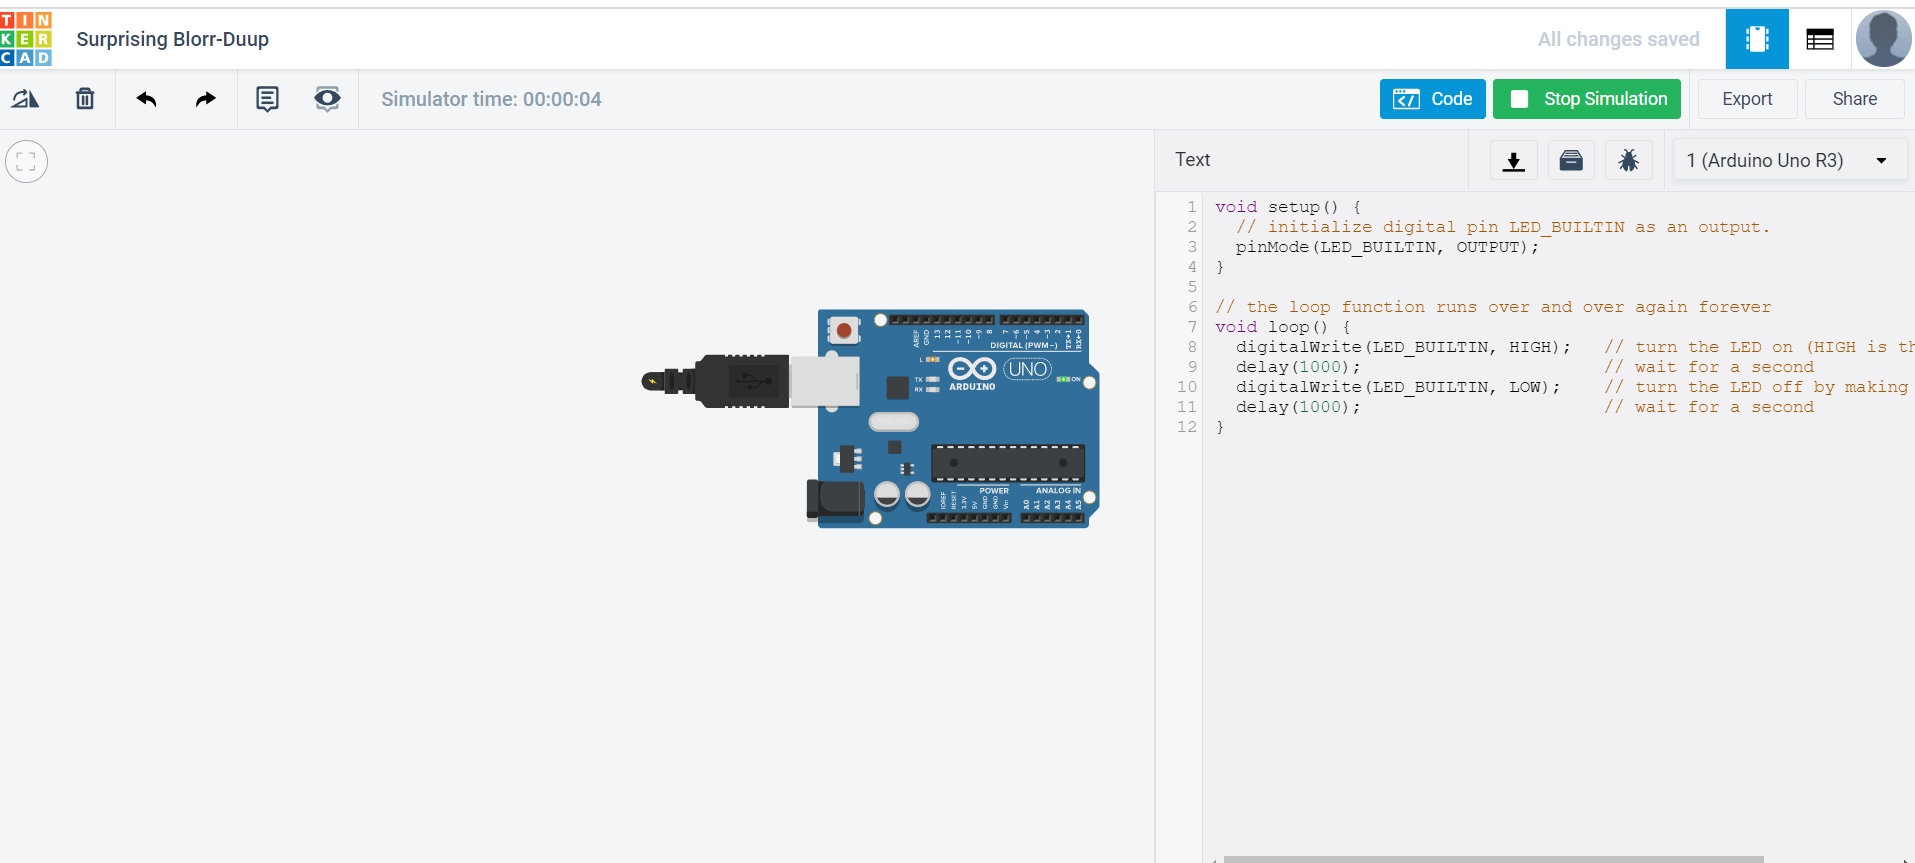 TIN
KER
CAD
Surprising Blorr-Duup
All changes saved
Simulator time: 00:00:04
Code
Stop Simulation
Export
Share
Text
1 (Arduino Uno R3)
1 void setup() {
2   // initialize digital pin LED_BUILTIN as an output.
3   pinMode(LED_BUILTIN, OUTPUT);
4 }
5
6 // the loop function runs over and over again forever
7 void loop() {
8   digitalWrite(LED_BUILTIN, HIGH);   // turn the LED on (HIGH is th
9   delay(1000);                       // wait for a second
10   digitalWrite(LED_BUILTIN, LOW);    // turn the LED off by making
11   delay(1000);                       // wait for a second
12 }
AREF GND 13 12 ~11 ~10 ~9 8 7 ~6 ~5 4 ~3 2 TX→1 RX←0
DIGITAL (PWM~)
L
TX
RX
ARDUINO
UNO
ON
POWER
ANALOG IN
IOREF RESET 3.3V 5V GND GND Vin A0 A1 A2 A3 A4 A5